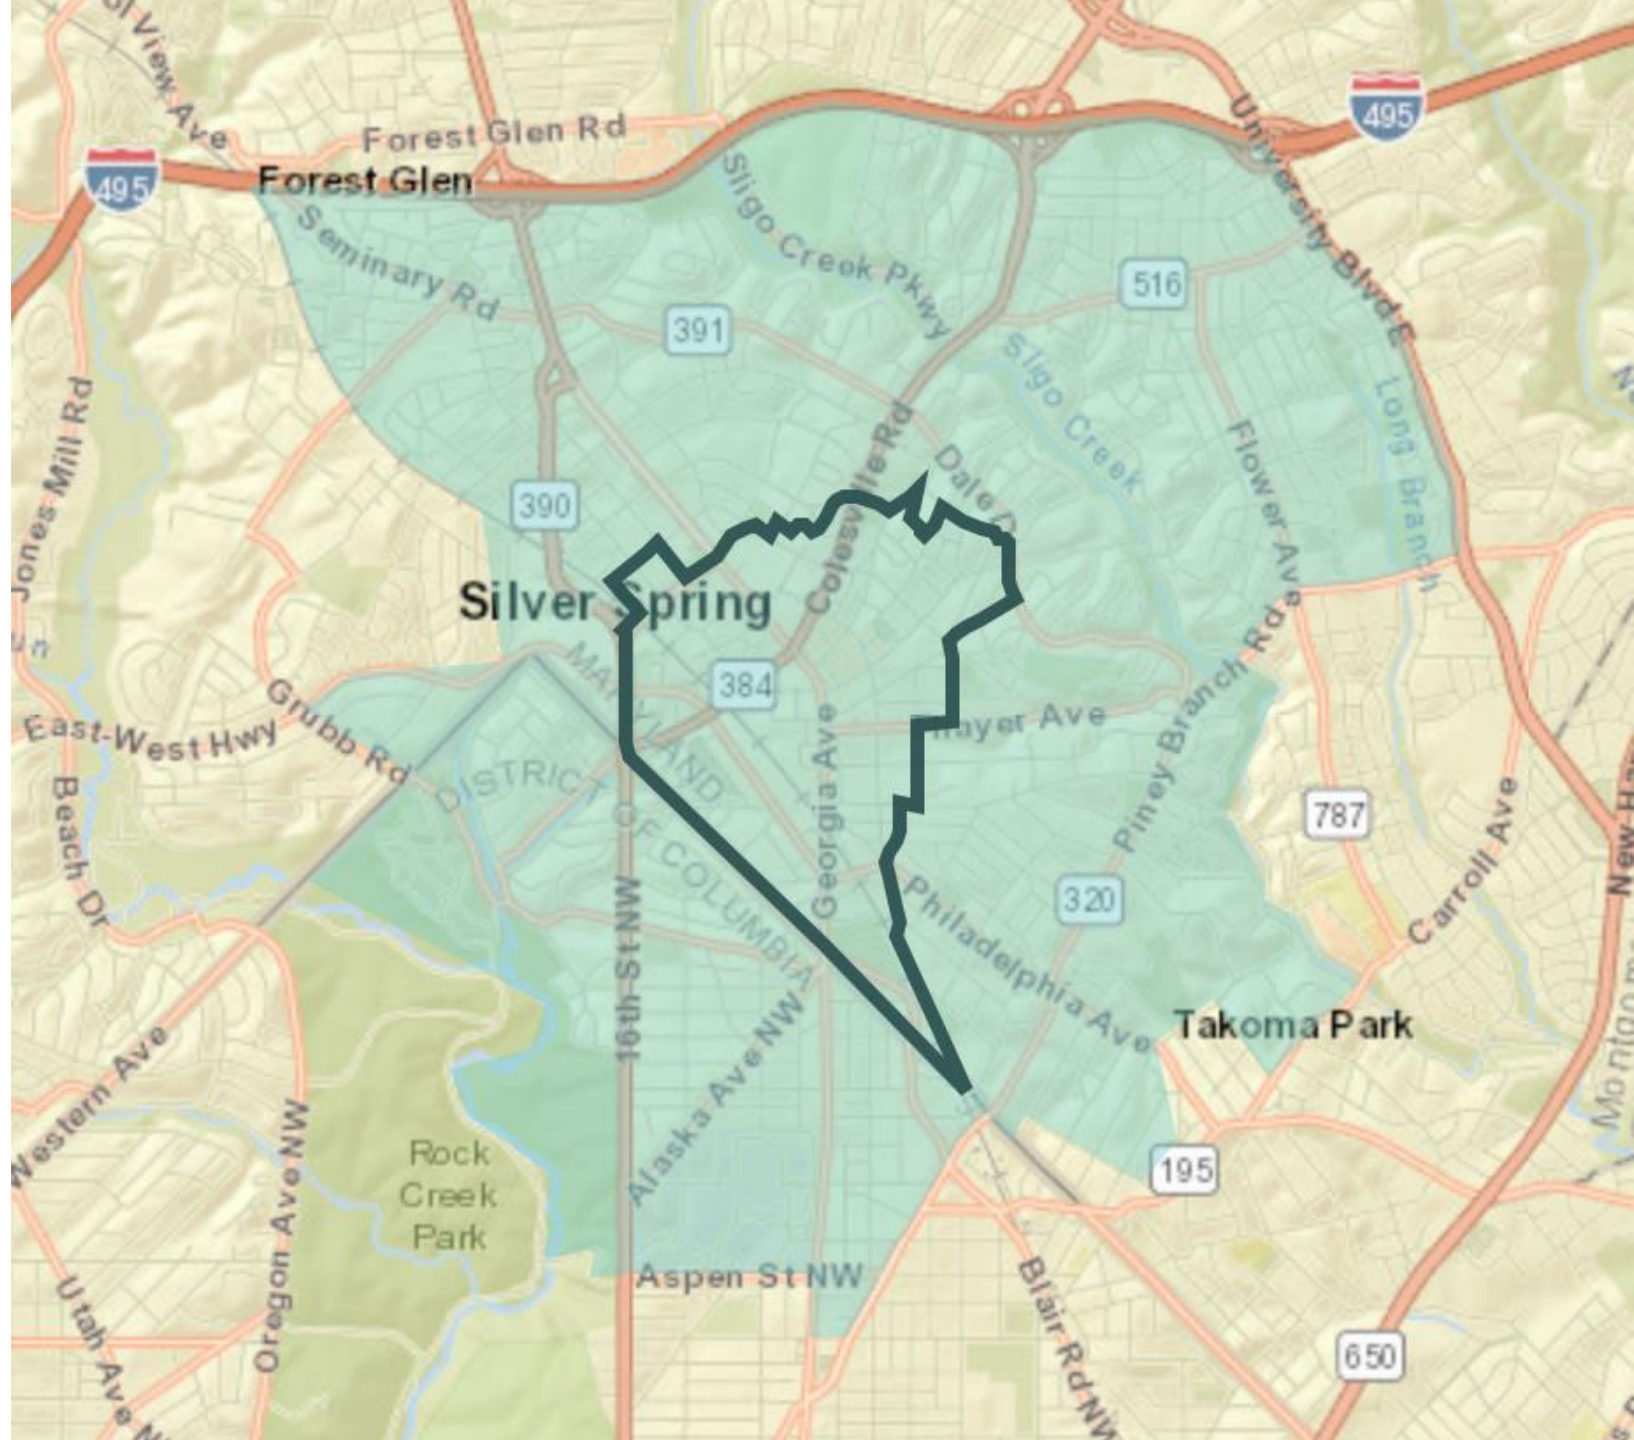 View Ave
Forest Glen Rd
495
495
Forest Glen
University Blvd E
Sligo Creek Pkwy
Seminary Rd
516
391
Sligo Creek
Long Branch
Jones Mill Rd
Colesville Rd
Dale D
Flower Ave
390
Silver Spring
MARYLAND
384
Piney Branch Rd
Grubb Rd
East-West Hwy
Thayer Ave
DISTRICT OF COLUMBIA
Georgia Ave
Beach Dr
787
Carroll Ave
320
Philadelphia Ave
16th St NW
Alaska Ave NW
Takoma Park
Western Ave
Oregon Ave NW
Rock
Creek
Park
195
Aspen St NW
Blair Rd NW
Utah Ave N
650
New Ha